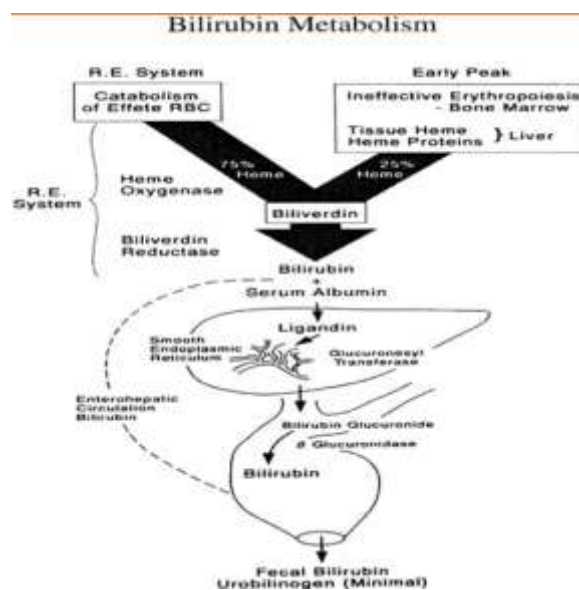 Bilirubin Metabolism
R.E. System
Catabolism
of Effete RBC
Early Peak
Ineffective Erythropoiesis
- Bone Marrow
Tissue Heme
Heme Proteins } Liver
75%
Heme
25%
Heme
R.E.
System
Heme
Oxygenase
Biliverdin
Biliverdin
Reductase
Bilirubin
+
Serum Albumin
Ligandin
Smooth
Endoplasmic
Reticulum
Glucuronosyl
Transferase
Enterohepatic
Circulation
Bilirubin
Bilirubin Glucuronide
β Glucuronidase
Bilirubin
Fecal Bilirubin
Urobilinogen (Minimal)